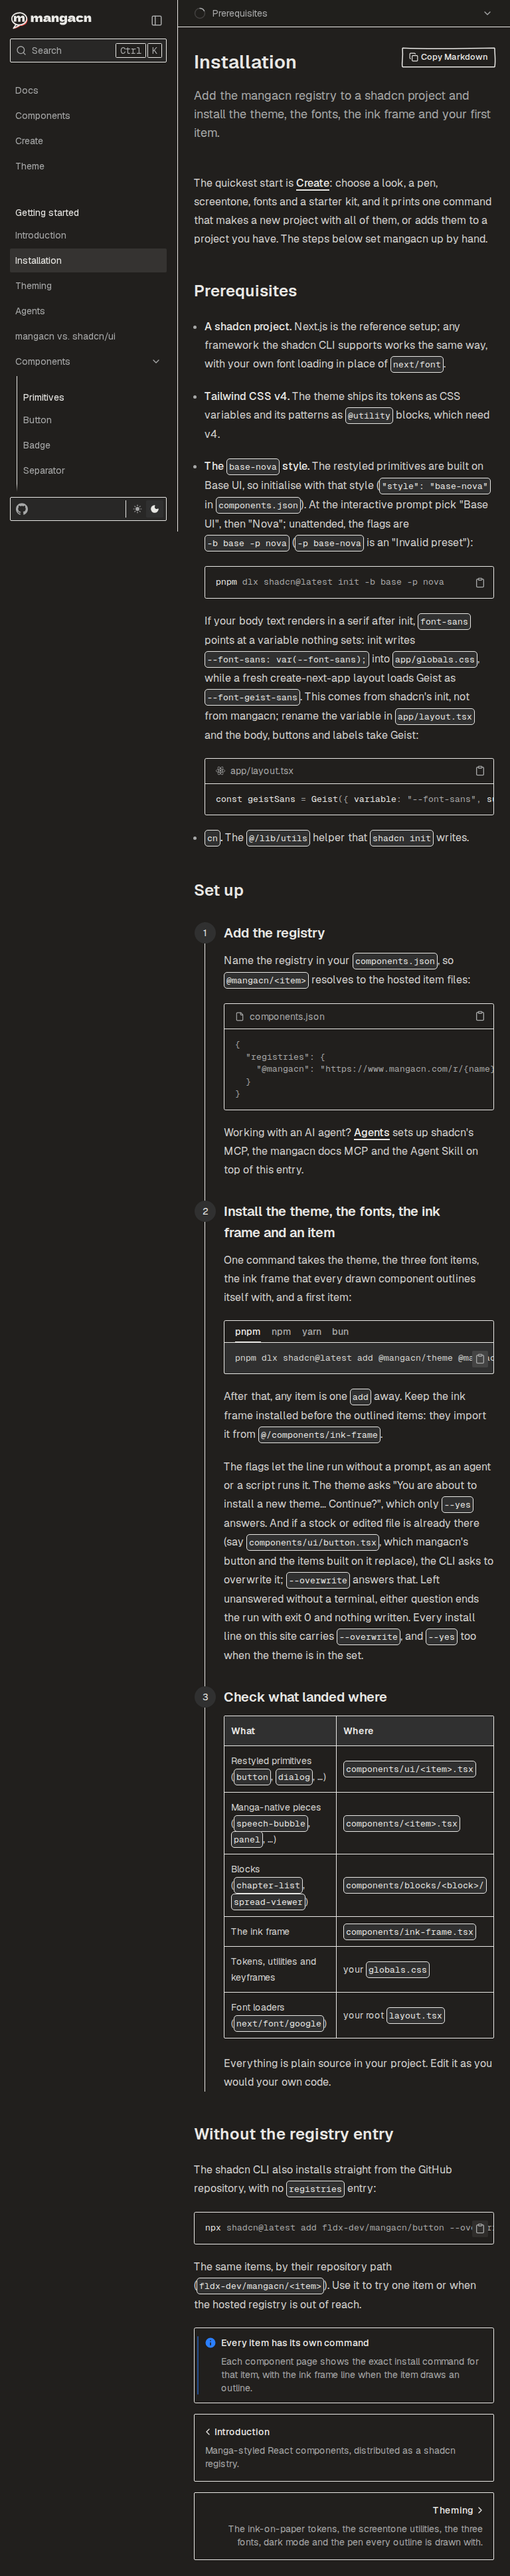 mangacn
Search Ctrl K
Docs
Components
Create
Theme
Getting started
Introduction
Installation
Theming
Agents
mangacn vs. shadcn/ui
Components
Primitives
Button
Badge
Separator
Prerequisites
Installation
Copy Markdown
Add the mangacn registry to a shadcn project and
install the theme, the fonts, the ink frame and your first
item.
The quickest start is Create: choose a look, a pen,
screentone, fonts and a starter kit, and it prints one command
that makes a new project with all of them, or adds them to a
project you have. The steps below set mangacn up by hand.
Prerequisites
A shadcn project. Next.js is the reference setup; any
framework the shadcn CLI supports works the same way,
with your own font loading in place of next/font.
Tailwind CSS v4. The theme ships its tokens as CSS
variables and its patterns as @utility blocks, which need
v4.
The base-nova style. The restyled primitives are built on
Base UI, so initialise with that style ("style": "base-nova"
in components.json). At the interactive prompt pick "Base
UI", then "Nova"; unattended, the flags are
-b base -p nova (-p base-nova is an "Invalid preset"):
pnpm dlx shadcn@latest init -b base -p nova
If your body text renders in a serif after init, font-sans
points at a variable nothing sets: init writes
--font-sans: var(--font-sans); into app/globals.css,
while a fresh create-next-app layout loads Geist as
--font-geist-sans. This comes from shadcn's init, not
from mangacn; rename the variable in app/layout.tsx
and the body, buttons and labels take Geist:
app/layout.tsx
const geistSans = Geist({ variable: "--font-sans", su
cn. The @/lib/utils helper that shadcn init writes.
Set up
1 Add the registry
Name the registry in your components.json, so
@mangacn/<item> resolves to the hosted item files:
components.json
{
"registries": {
"@mangacn": "https://www.mangacn.com/r/{name}
}
}
Working with an AI agent? Agents sets up shadcn's
MCP, the mangacn docs MCP and the Agent Skill on
top of this entry.
2 Install the theme, the fonts, the ink
frame and an item
One command takes the theme, the three font items,
the ink frame that every drawn component outlines
itself with, and a first item:
pnpm npm yarn bun
pnpm dlx shadcn@latest add @mangacn/theme
After that, any item is one add away. Keep the ink
frame installed before the outlined items: they import
it from @/components/ink-frame.
The flags let the line run without a prompt, as an agent
or a script runs it. The theme asks "You are about to
install a new theme… Continue?", which only --yes
answers. And if a stock or edited file is already there
(say components/ui/button.tsx, which mangacn's
button and the items built on it replace), the CLI asks to
overwrite it; --overwrite answers that. Left
unanswered without a terminal, either question ends
the run with exit 0 and nothing written. Every install
line on this site carries --overwrite, and --yes too
when the theme is in the set.
3 Check what landed where
What Where
Restyled primitives
(button, dialog, …) components/ui/<item>.tsx
Manga-native pieces
(speech-bubble,
panel, …) components/<item>.tsx
Blocks
(chapter-list,
spread-viewer) components/blocks/<block>/
The ink frame components/ink-frame.tsx
Tokens, utilities and
keyframes your globals.css
Font loaders
(next/font/google) your root layout.tsx
Everything is plain source in your project. Edit it as you
would your own code.
Without the registry entry
The shadcn CLI also installs straight from the GitHub
repository, with no registries entry:
npx shadcn@latest add fldx-dev/mangacn/button
The same items, by their repository path
(fldx-dev/mangacn/<item>). Use it to try one item or when
the hosted registry is out of reach.
Every item has its own command
Each component page shows the exact install command for
that item, with the ink frame line when the item draws an
outline.
Introduction
Manga-styled React components, distributed as a shadcn
registry.
Theming
The ink-on-paper tokens, the screentone utilities, the three
fonts, dark mode and the pen every outline is drawn with.